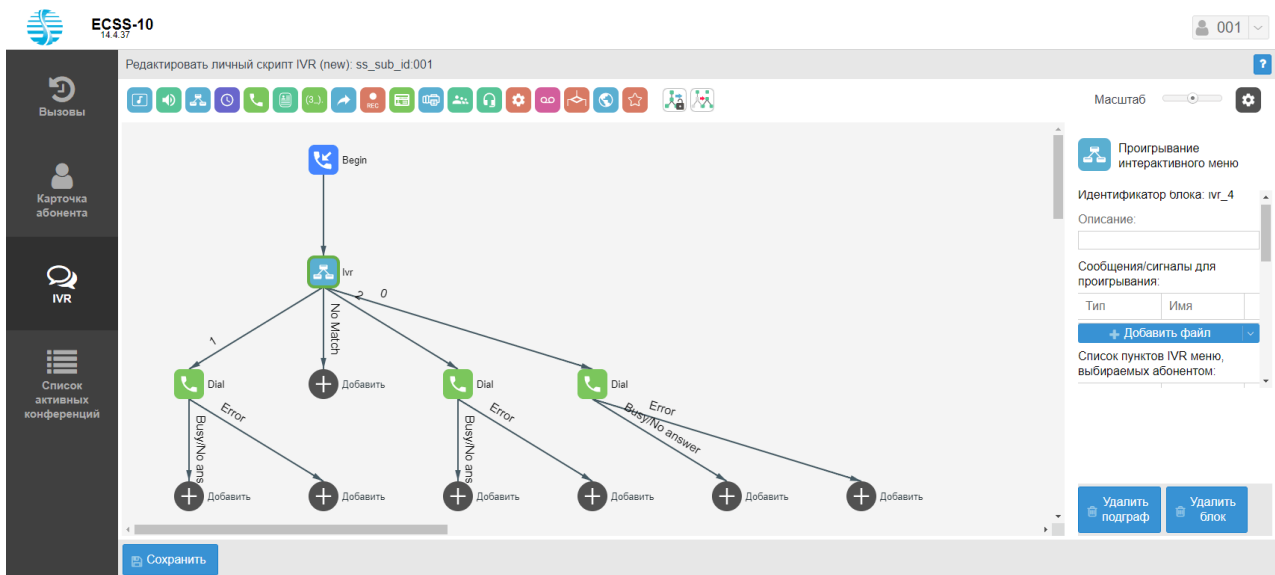 ECSS-10
14.4.37
001
Вызовы
Карточка
абонента
IVR
Список
активных
конференций
Редактировать личный скрипт IVR (new): ss_sub_id:001
?
(3..).
REC
Масштаб
Begin
Ivr
1
No Match
2
0
Dial
Добавить
Dial
Dial
Busy/No ans
Error
Busy/No ans
Error
Busy/No answer
Error
Добавить
Добавить
Добавить
Добавить
Добавить
Добавить
Проигрывание
интерактивного меню
Идентификатор блока: ivr_4
Описание:
Сообщения/сигналы для
проигрывания:
Тип Имя
Добавить файл
Список пунктов IVR меню,
выбираемых абонентом:
Удалить
подграф
Удалить
блок
Сохранить